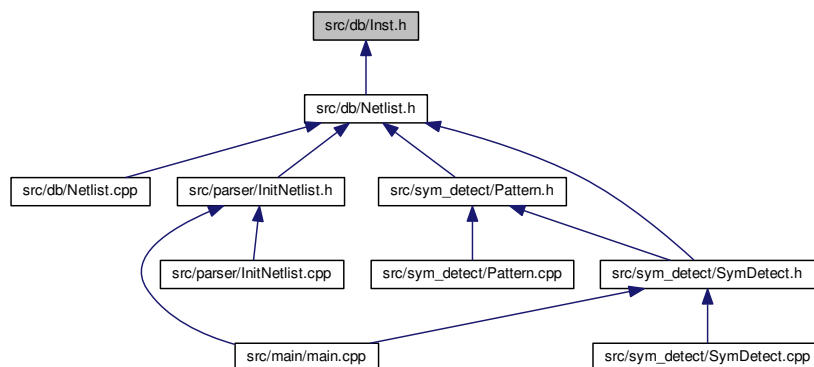 src/db/Inst.h
src/db/Netlist.h
src/db/Netlist.cpp
src/parser/InitNetlist.h
src/sym_detect/Pattern.h
src/parser/InitNetlist.cpp
src/sym_detect/Pattern.cpp
src/sym_detect/SymDetect.h
src/main/main.cpp
src/sym_detect/SymDetect.cpp